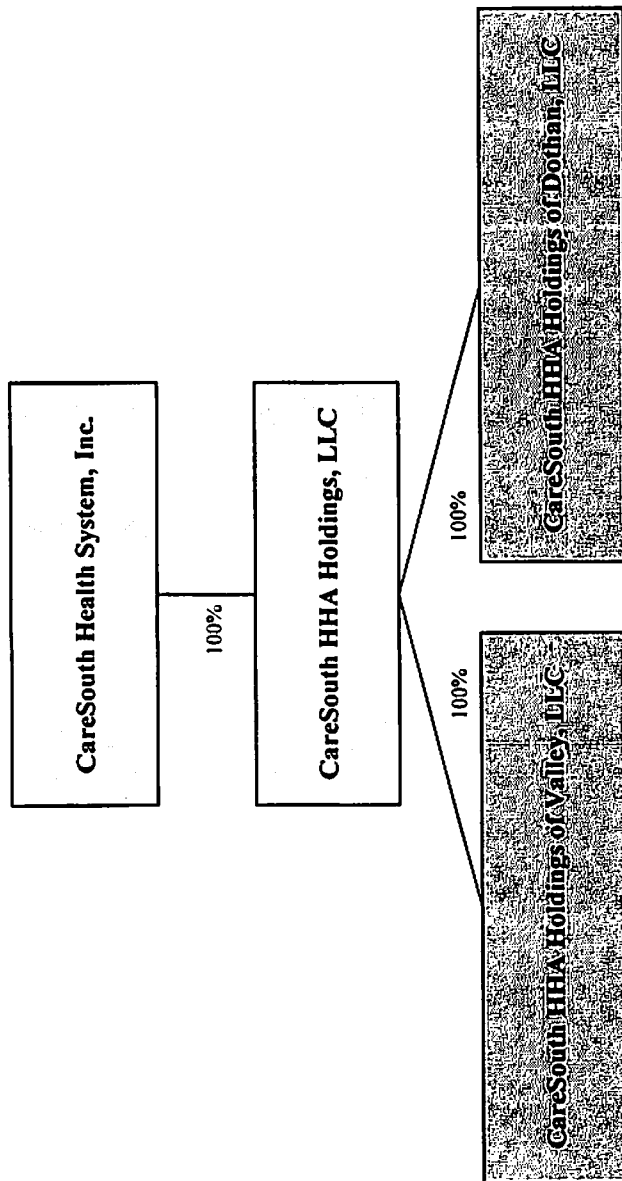 CareSouth Health System, Inc.
100%
CareSouth HHA Holdings, LLC
100%
100%
CareSouth HHA Holdings of Valley, LLC
CareSouth HHA Holdings of Dothan, LLC